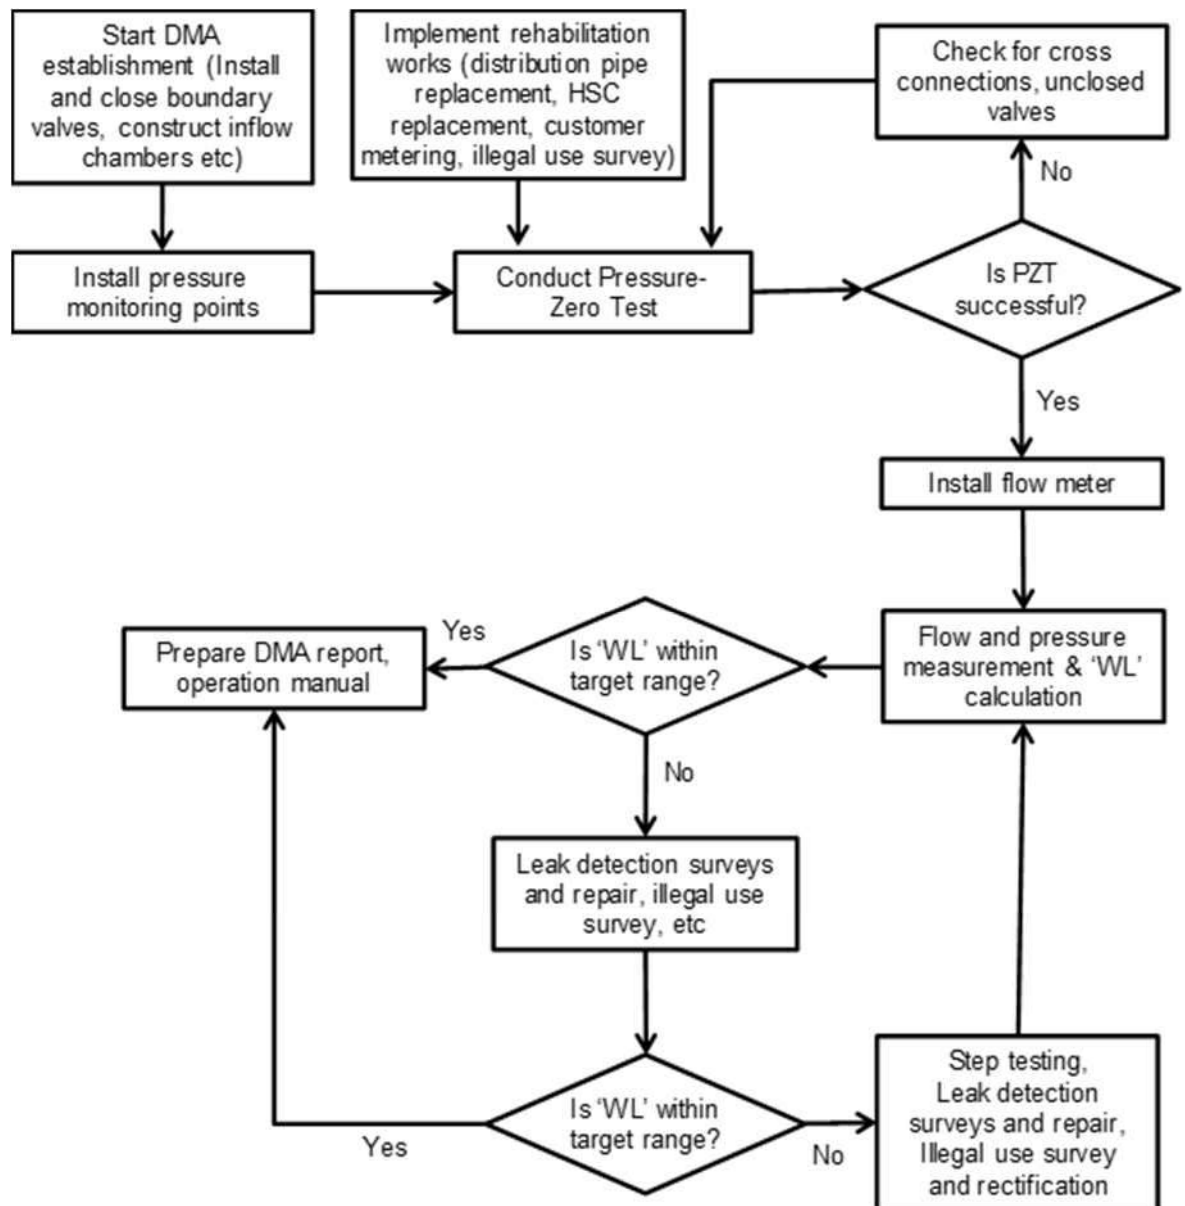 Start DMA
establishment (Install
and close boundary
valves, construct inflow
chambers etc)
Implement rehabilitation
works (distribution pipe
replacement, HSC
replacement, customer
metering, illegal use survey)
Check for cross
connections, unclosed
valves
No
Install pressure
monitoring points
Conduct Pressure-
Zero Test
Is PZT
successful?
Yes
Install flow meter
Flow and pressure
measurement & ‘WL’
calculation
Is ‘WL’ within
target range?
Yes
Prepare DMA report,
operation manual
No
Leak detection surveys
and repair, illegal use
survey, etc
Is ‘WL’ within
target range?
Yes
No
Step testing,
Leak detection
surveys and repair,
Illegal use survey
and rectification